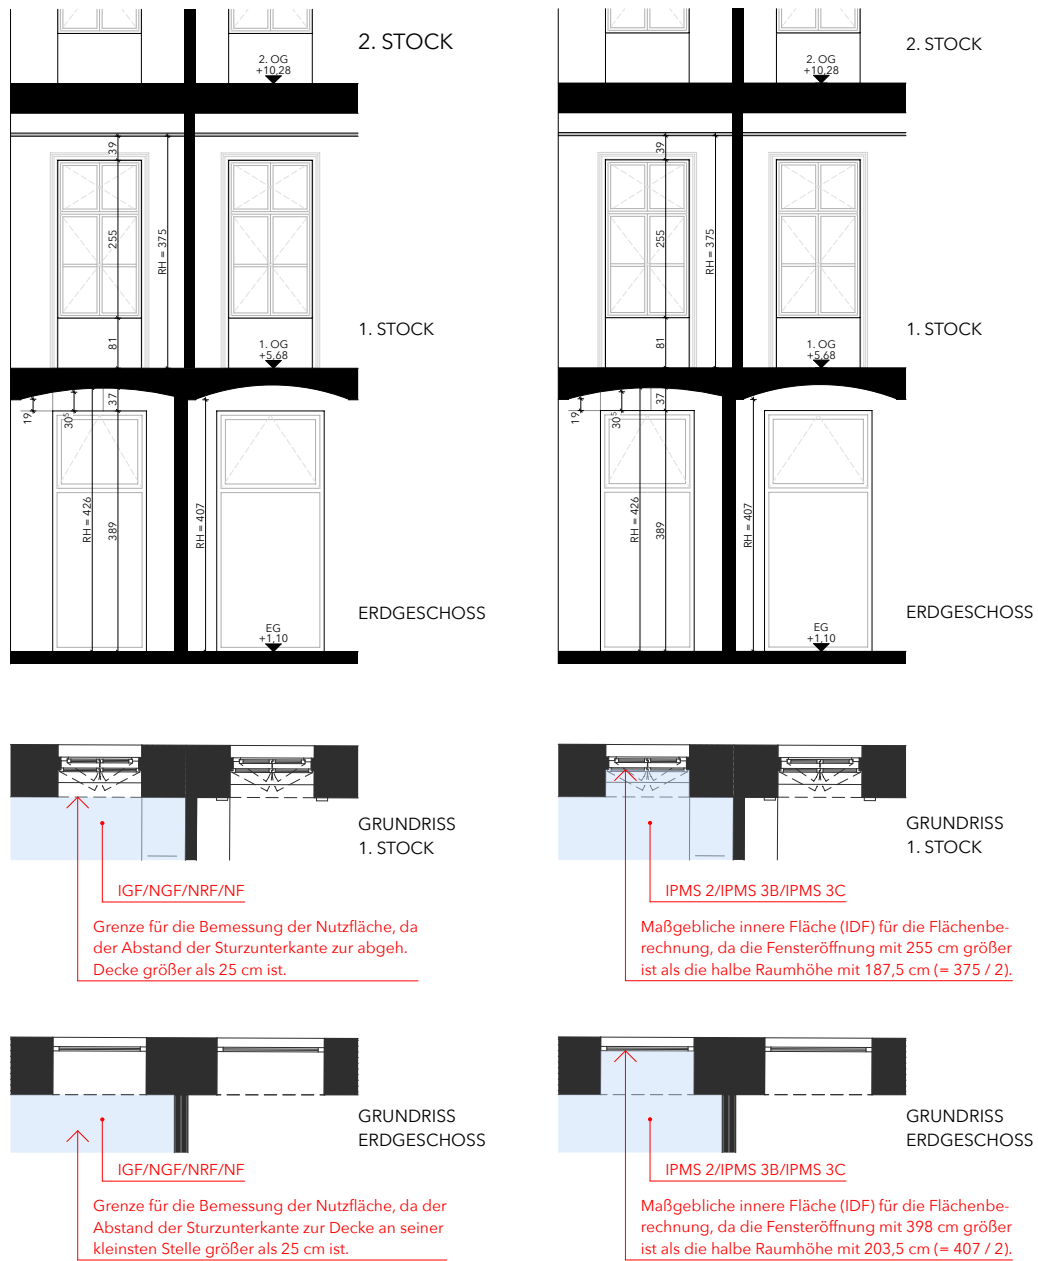 2. STOCK
2. OG
+10,28
39
255
RH = 375
81
1. STOCK
1. OG
+5,68
19
30⁵
37
RH = 426
389
RH = 407
ERDGESCHOSS
EG
+1,10
2. STOCK
2. OG
+10,28
39
255
RH = 375
81
1. STOCK
1. OG
+5,68
19
30⁵
37
RH = 426
389
RH = 407
ERDGESCHOSS
EG
+1,10
GRUNDRISS
1. STOCK
IGF/NGF/NRF/NF
Grenze für die Bemessung der Nutzfläche, da
der Abstand der Sturzunterkante zur abgeh.
Decke größer als 25 cm ist.
GRUNDRISS
1. STOCK
IPMS 2/IPMS 3B/IPMS 3C
Maßgebliche innere Fläche (IDF) für die Flächenbe-
rechnung, da die Fensteröffnung mit 255 cm größer
ist als die halbe Raumhöhe mit 187,5 cm (= 375 / 2).
GRUNDRISS
ERDGESCHOSS
IGF/NGF/NRF/NF
Grenze für die Bemessung der Nutzfläche, da der
Abstand der Sturzunterkante zur Decke an seiner
kleinsten Stelle größer als 25 cm ist.
GRUNDRISS
ERDGESCHOSS
IPMS 2/IPMS 3B/IPMS 3C
Maßgebliche innere Fläche (IDF) für die Flächenbe-
rechnung, da die Fensteröffnung mit 398 cm größer
ist als die halbe Raumhöhe mit 203,5 cm (= 407 / 2).